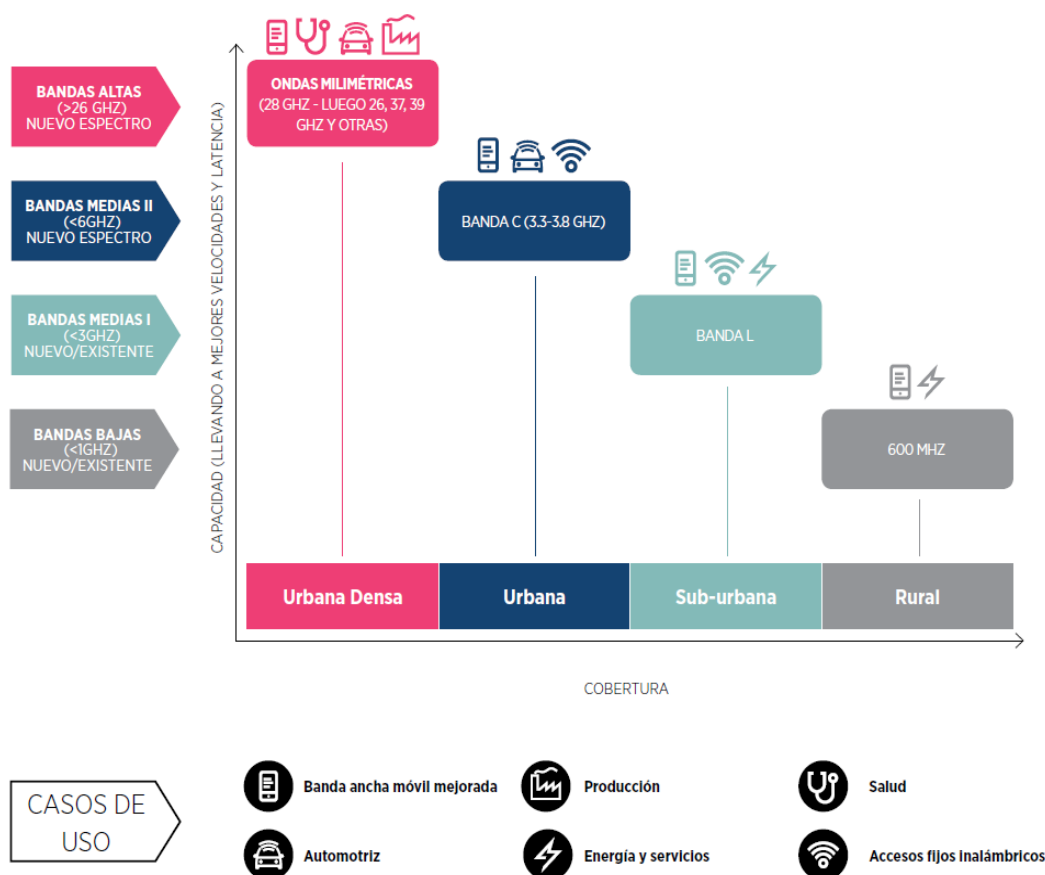 BANDAS ALTAS
(>26 GHZ)
NUEVO ESPECTRO
BANDAS MEDIAS II
(<6GHZ)
NUEVO ESPECTRO
BANDAS MEDIAS I
(<3GHZ)
NUEVO/EXISTENTE
BANDAS BAJAS
(<1GHZ)
NUEVO/EXISTENTE
CAPACIDAD (LLEVANDO A MEJORES VELOCIDADES Y LATENCIA)
ONDAS MILIMÉTRICAS
(28 GHZ - LUEGO 26, 37, 39
GHZ Y OTRAS)
BANDA C (3.3-3.8 GHZ)
BANDA L
600 MHZ
Urbana Densa
Urbana
Sub-urbana
Rural
COBERTURA
CASOS DE
USO
Banda ancha móvil mejorada
Producción
Salud
Automotriz
Energía y servicios
Accesos fijos inalámbricos